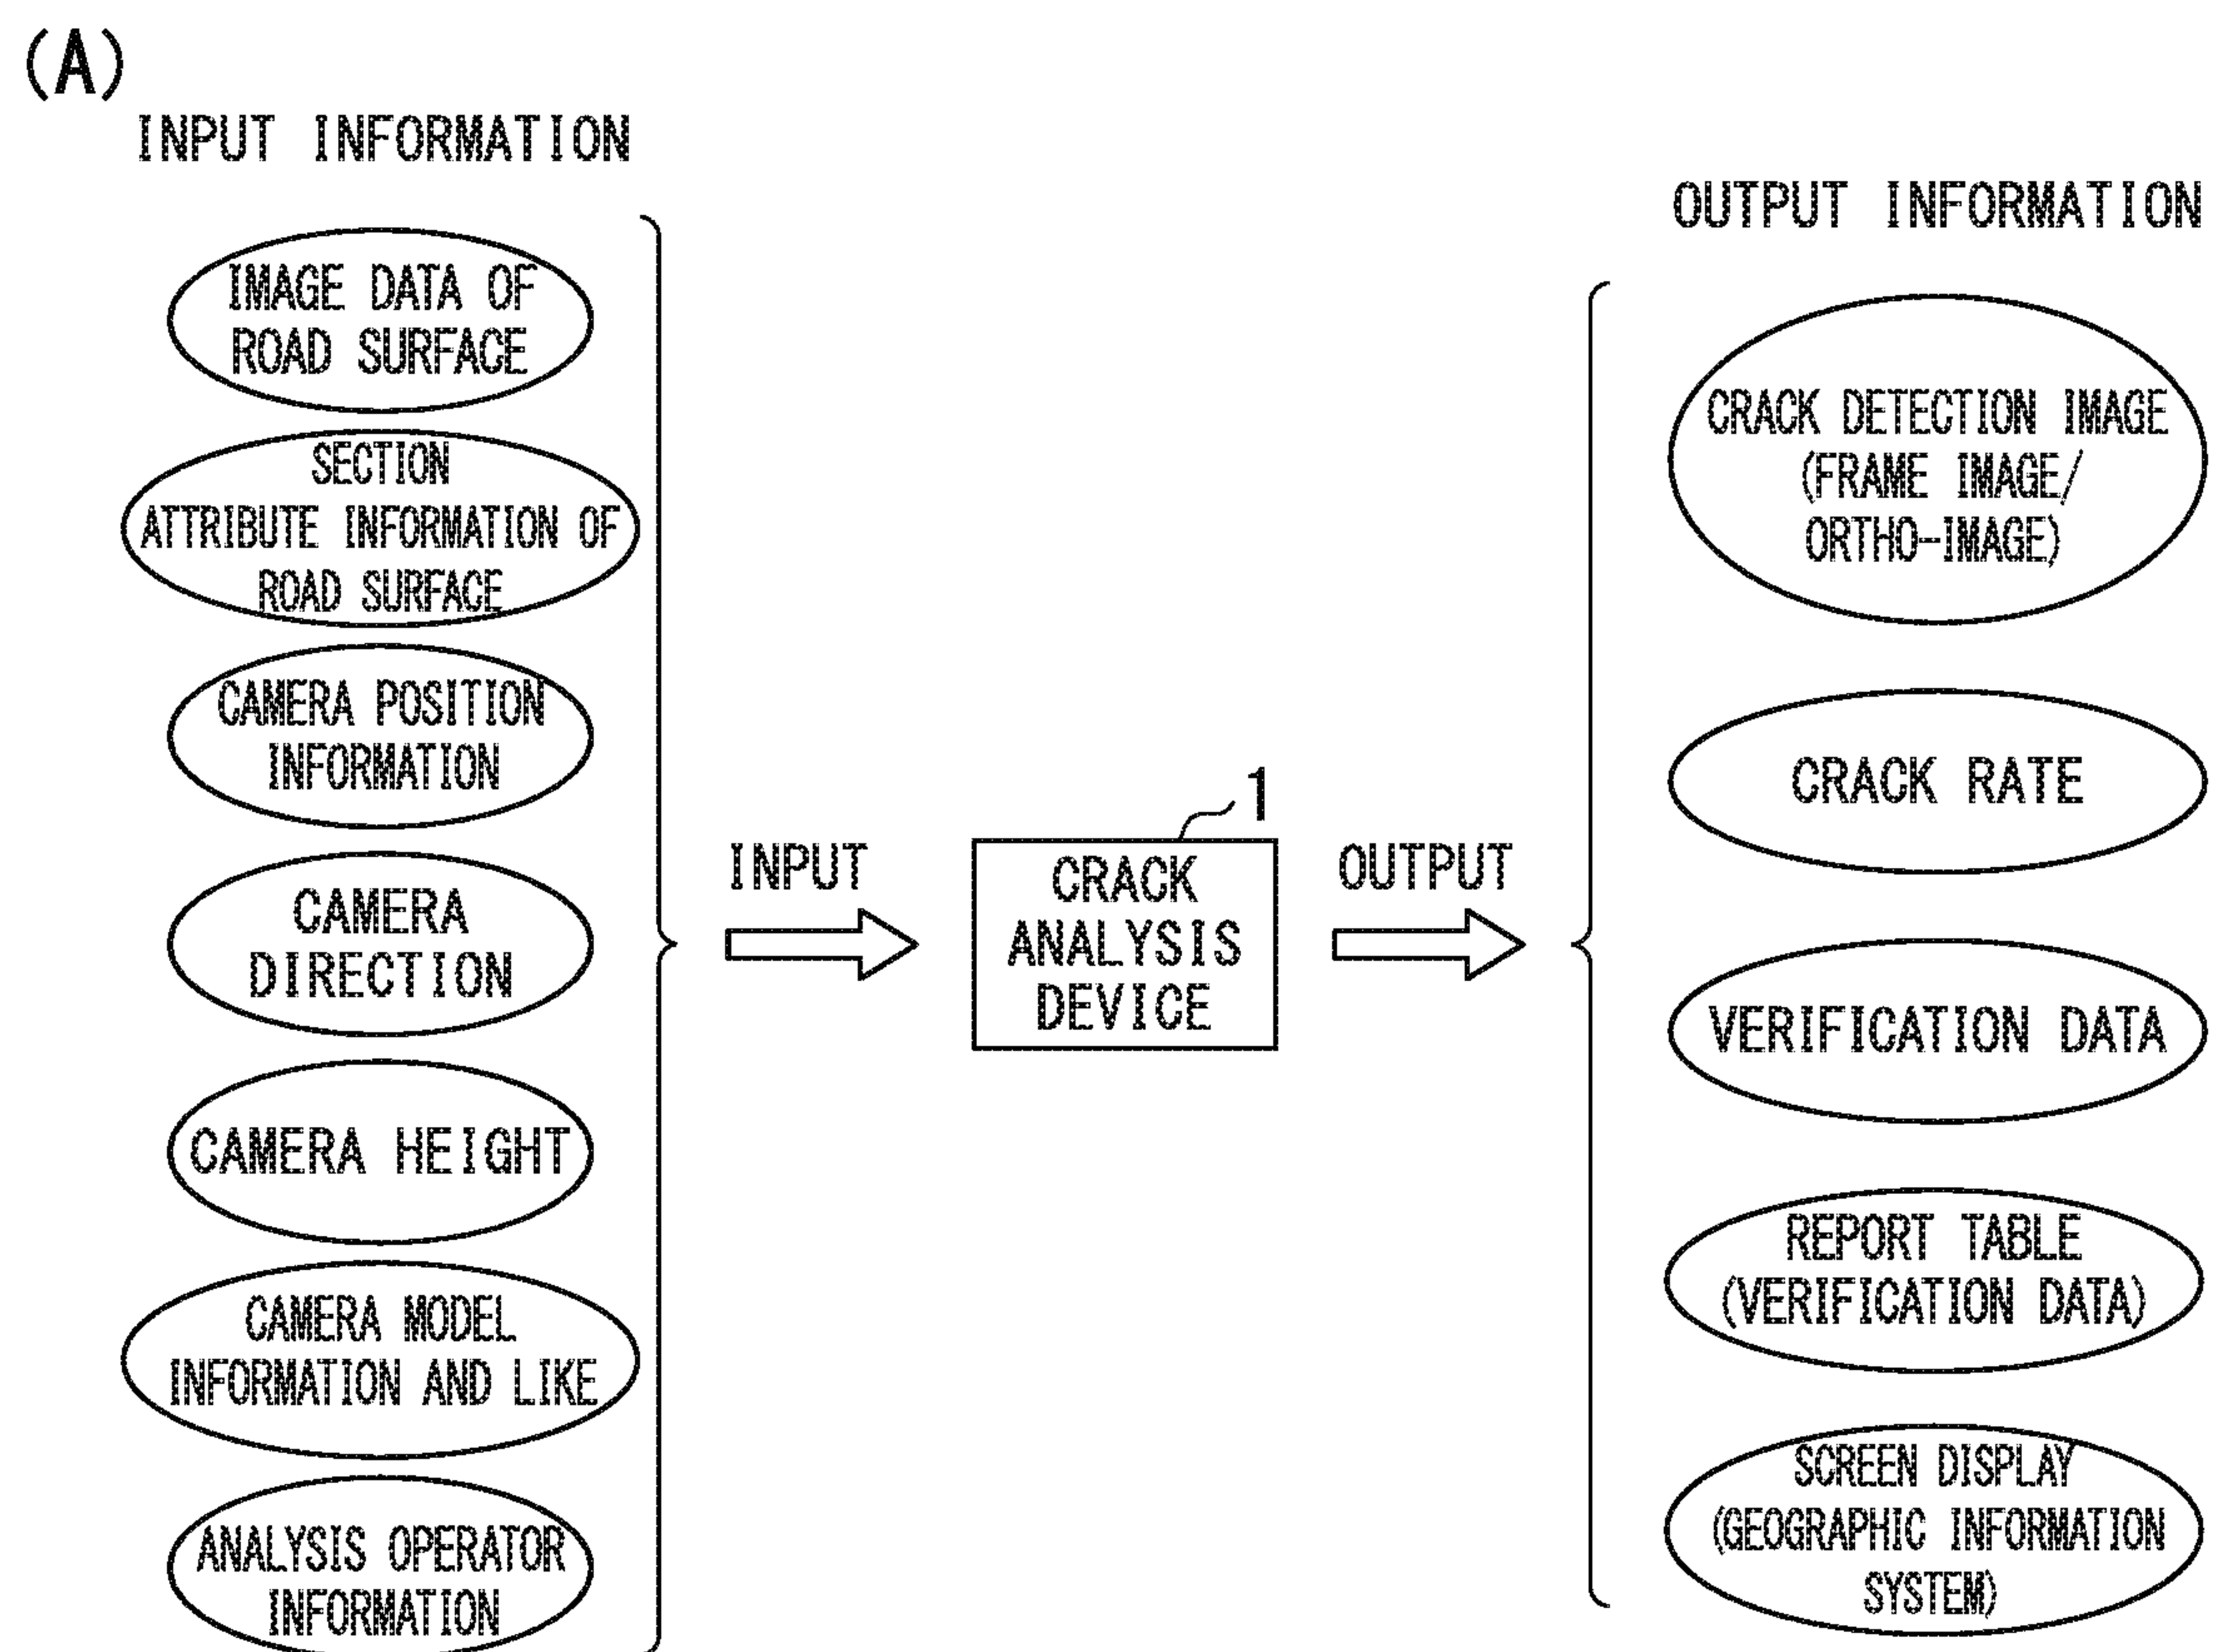 (A)
INPUT INFORMATION
IMAGE DATA OF
ROAD SURFACE
SECTION
ATTRIBUTE INFORMATION OF
ROAD SURFACE
CAMERA POSITION
INFORMATION
CAMERA
DIRECTION
CAMERA HEIGHT
CAMERA MODEL
INFORMATION AND LIKE
ANALYSIS OPERATOR
INFORMATION
INPUT
1
CRACK
ANALYSIS
DEVICE
OUTPUT
OUTPUT INFORMATION
CRACK DETECTION IMAGE
(FRAME IMAGE/
ORTHO-IMAGE)
CRACK RATE
VERIFICATION DATA
REPORT TABLE
(VERIFICATION DATA)
SCREEN DISPLAY
(GEOGRAPHIC INFORMATION
SYSTEM)